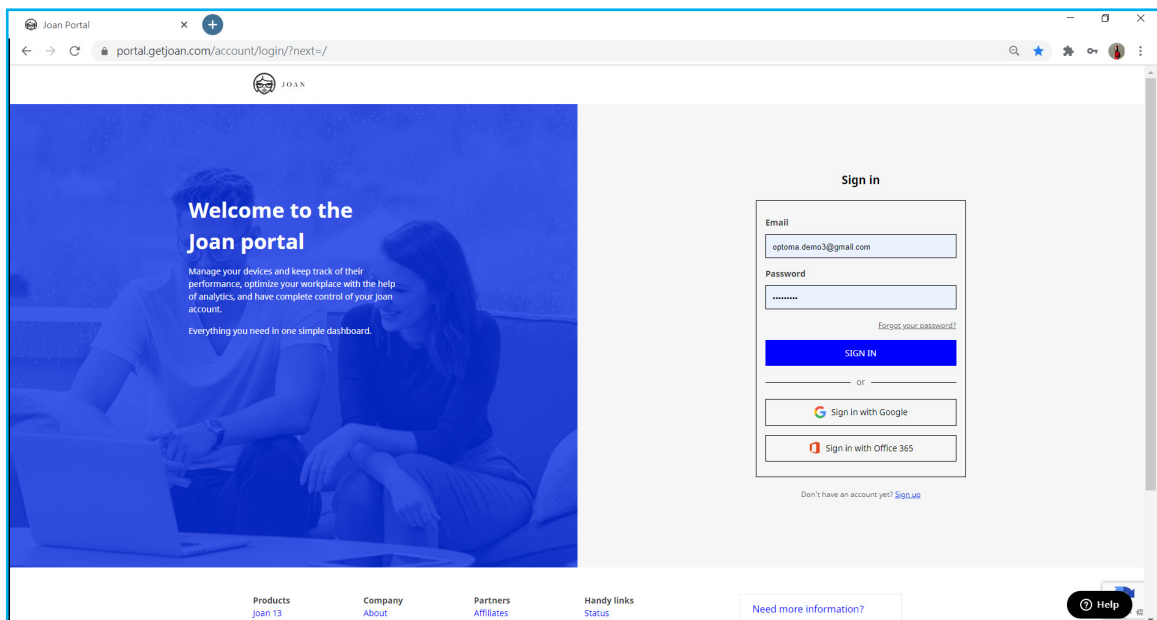 Joan Portal
portal.getjoan.com/account/login/?next=/
JOAN
Welcome to the
Joan portal
Manage your devices and keep track of their
performance, optimize your workplace with the help
of analytics, and have complete control of your Joan
account.
Everything you need in one simple dashboard.
Sign in
Email
optoma.demo3@gmail.com
Password
Forgot your password?
SIGN IN
or
Sign in with Google
Sign in with Office 365
Don't have an account yet? Sign up
Products
Joan 13
Company
About
Partners
Affiliates
Handy links
Status
Need more information?
Help